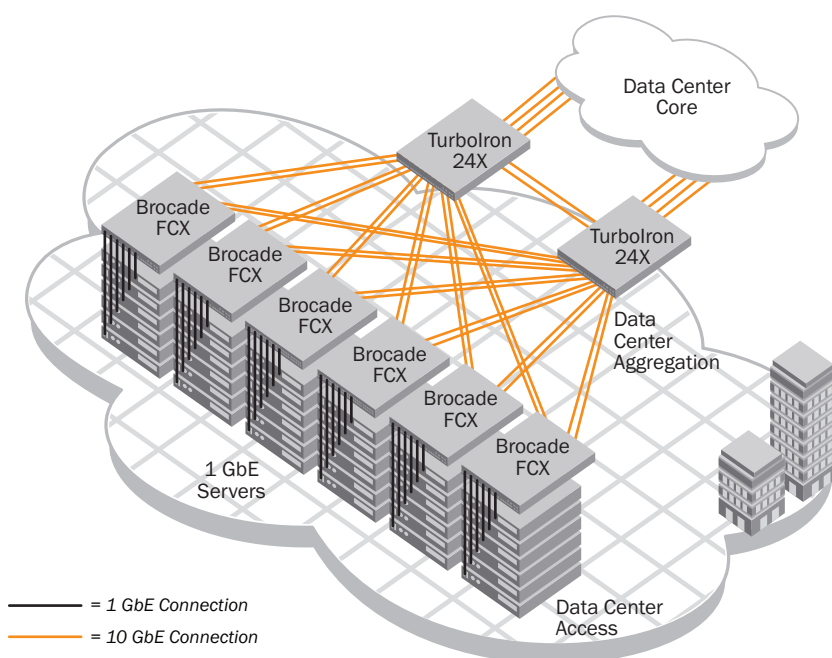 Data Center
Core
TurboIron
24X
TurboIron
24X
Brocade
FCX
Brocade
FCX
Brocade
FCX
Brocade
FCX
Brocade
FCX
Brocade
FCX
Data
Center
Aggregation
1 GbE
Servers
Data Center
Access
= 1 GbE Connection
= 10 GbE Connection